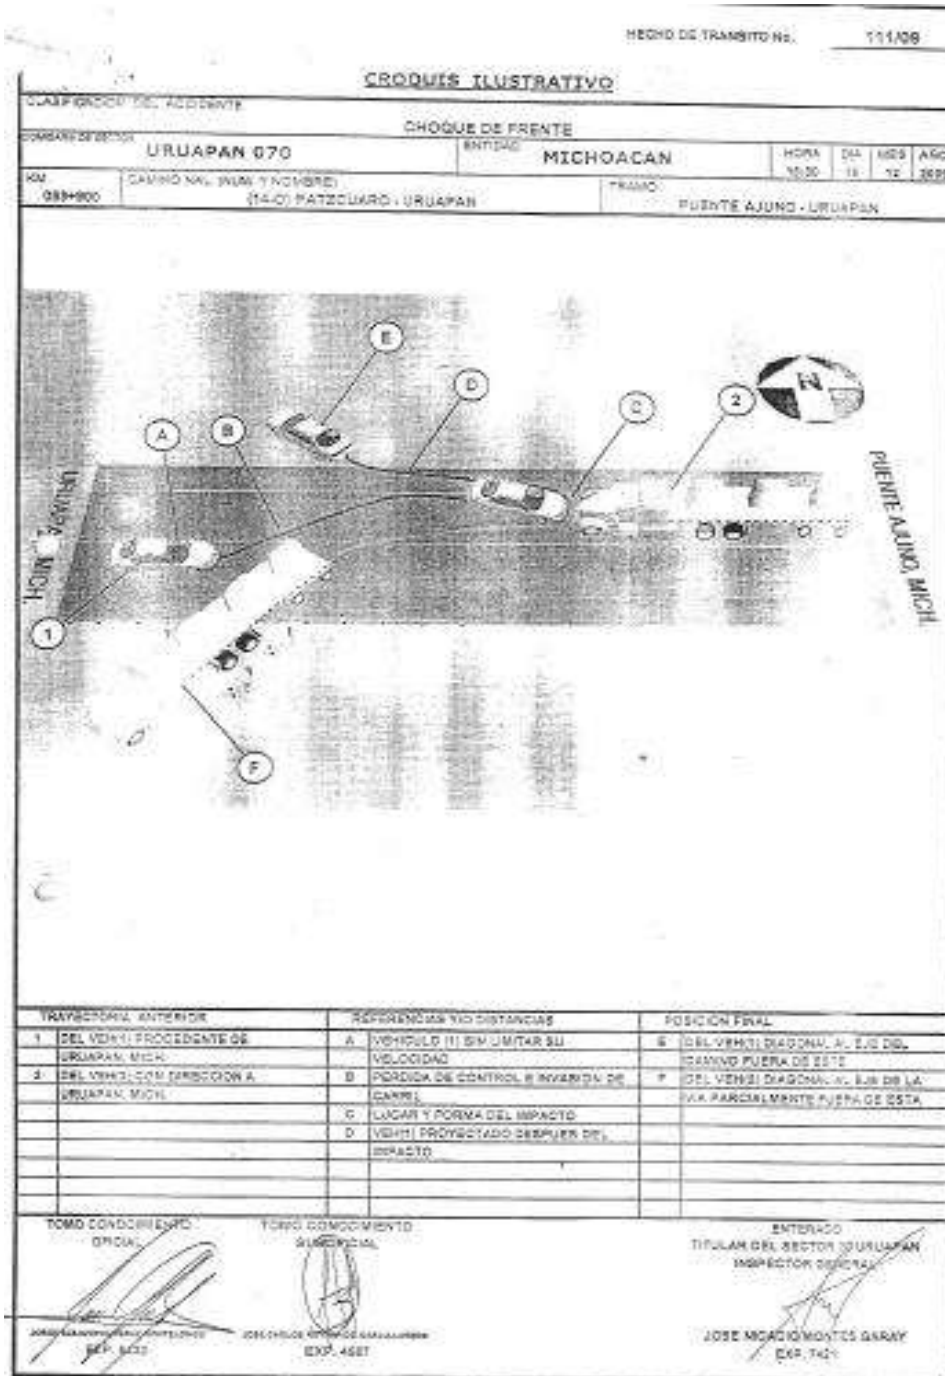 HECHO DE TRANSITO No. 111/09
CROQUIS ILUSTRATIVO
CLASIFICACION DEL ACCIDENTE
CHOQUE DE FRENTE
URUAPAN 070
ENTIDAD
MICHOACAN
HORA DIA MES AÑO
12
KM
CAMINO NAL. (NUM. Y NOMBRE)
(14-D) PATZCUARO - URUAPAN
TRAMO
PUENTE AJUNO - URUAPAN
E
D
C
2
A
B
N
URUAPAN, MICH.
PUENTE AJUNO, MICH.
1
F
TRAYECTORIA ANTERIOR
REFERENCIAS Y/O DISTANCIAS
POSICION FINAL
1 DEL VEH(1) PROCEDENTE DE
URUAPAN, MICH.
2 DEL VEH(2) CON DIRECCION A
URUAPAN, MICH.
A VEHICULO (1) SIN LIMITAR SU
VELOCIDAD
B PERDIDA DE CONTROL E INVASION DE
CARRIL
C LUGAR Y FORMA DEL IMPACTO
D VEH(1) PROYECTADO DESPUES DEL
IMPACTO
E DEL VEH(1) DIAGONAL AL EJE DEL
CAMINO FUERA DE ESTE
F DEL VEH(2) DIAGONAL AL EJE DE LA
VIA PARCIALMENTE FUERA DE ESTA
TOMO CONOCIMIENTO
OFICIAL
TOMO CONOCIMIENTO
SUBOFICIAL
EXP. 4687
ENTERADO
TITULAR DEL SECTOR URUAPAN
INSPECTOR GENERAL
JOSE NICACIO MONTES GARAY
EXP.